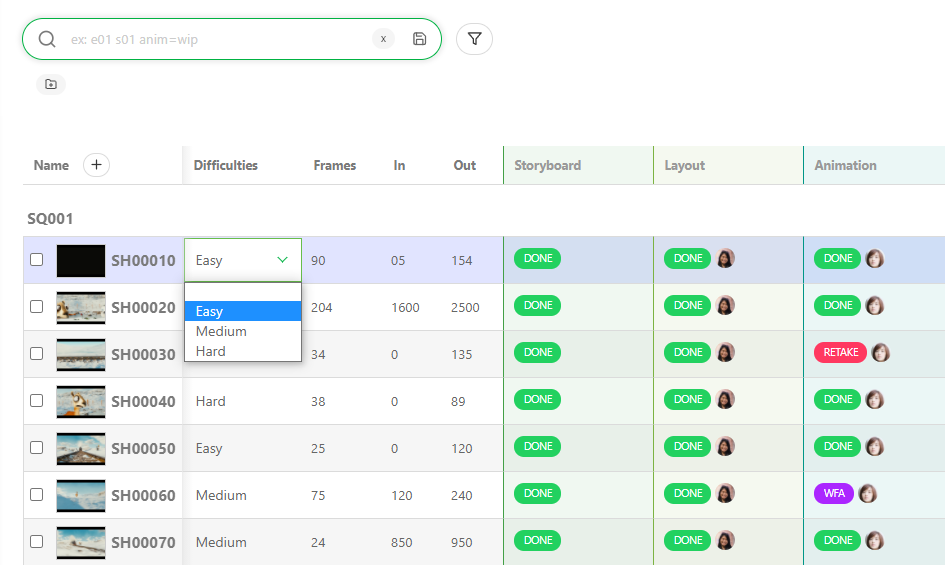 ex: e01 s01 anim=wip x
Name + Difficulties Frames In Out Storyboard Layout Animation
SQ001
SH00010 Easy 90 05 154 DONE DONE DONE
SH00020 204 1600 2500 DONE DONE DONE
Easy
Medium
Hard
SH00030 34 0 135 DONE DONE RETAKE
SH00040 Hard 38 0 89 DONE DONE DONE
SH00050 Easy 25 0 120 DONE DONE DONE
SH00060 Medium 75 120 240 DONE DONE WFA
SH00070 Medium 24 850 950 DONE DONE DONE